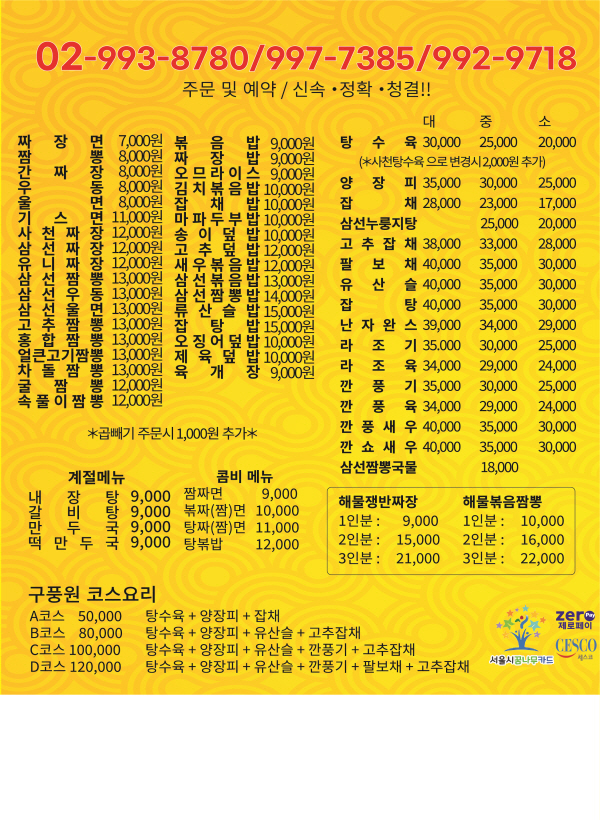 02-993-8780/997-7385/992-9718
주문 및 예약 / 신속 •정확 •청결!!
짜장면 7,000원
짬뽕 8,000원
간짜장 8,000원
우동 8,000원
울면 8,000원
기스면 11,000원
사천짜장 12,000원
삼선짜장 12,000원
유니짜장 12,000원
삼선짬뽕 13,000원
삼선우동 13,000원
삼선울면 13,000원
고추짬뽕 13,000원
홍합짬뽕 13,000원
얼큰고기짬뽕 13,000원
차돌짬뽕 13,000원
굴짬뽕 12,000원
속풀이짬뽕 12,000원
볶음밥 9,000원
짜장밥 9,000원
오므라이스 9,000원
김치볶음밥 10,000원
잡채밥 10,000원
마파두부밥 10,000원
송이덮밥 10,000원
고추덮밥 12,000원
새우볶음밥 12,000원
삼선볶음밥 13,000원
삼선짬뽕밥 14,000원
류산슬밥 15,000원
잡탕밥 15,000원
오징어덮밥 10,000원
제육덮밥 10,000원
육개장 9,000원
*곱빼기 주문시 1,000원 추가*
대 중 소
탕수육 30,000 25,000 20,000
(*사천탕수육 으로 변경시 2,000원 추가)
양장피 35,000 30,000 25,000
잡채 28,000 23,000 17,000
삼선누룽지탕 25,000 20,000
고추잡채 38,000 33,000 28,000
팔보채 40,000 35,000 30,000
유산슬 40,000 35,000 30,000
잡탕 40,000 35,000 30,000
난자완스 39,000 34,000 29,000
라조기 35,000 30,000 25,000
라조육 34,000 29,000 24,000
깐풍기 35,000 30,000 25,000
깐풍육 34,000 29,000 24,000
깐풍새우 40,000 35,000 30,000
깐쇼새우 40,000 35,000 30,000
삼선짬뽕국물 18,000
계절메뉴
내장탕 9,000
갈비탕 9,000
만두국 9,000
떡만두국 9,000
콤비 메뉴
짬짜면 9,000
볶짜(짬)면 10,000
탕짜(짬)면 11,000
탕볶밥 12,000
해물쟁반짜장
1인분 : 9,000
2인분 : 15,000
3인분 : 21,000
해물볶음짬뽕
1인분 : 10,000
2인분 : 16,000
3인분 : 22,000
구풍원 코스요리
A코스 50,000 탕수육 + 양장피 + 잡채
B코스 80,000 탕수육 + 양장피 + 유산슬 + 고추잡채
C코스 100,000 탕수육 + 양장피 + 유산슬 + 깐풍기 + 고추잡채
D코스 120,000 탕수육 + 양장피 + 유산슬 + 깐풍기 + 팔보채 + 고추잡채
서울시꿈나무카드
zero Pay
제로페이
CESCO
세스코